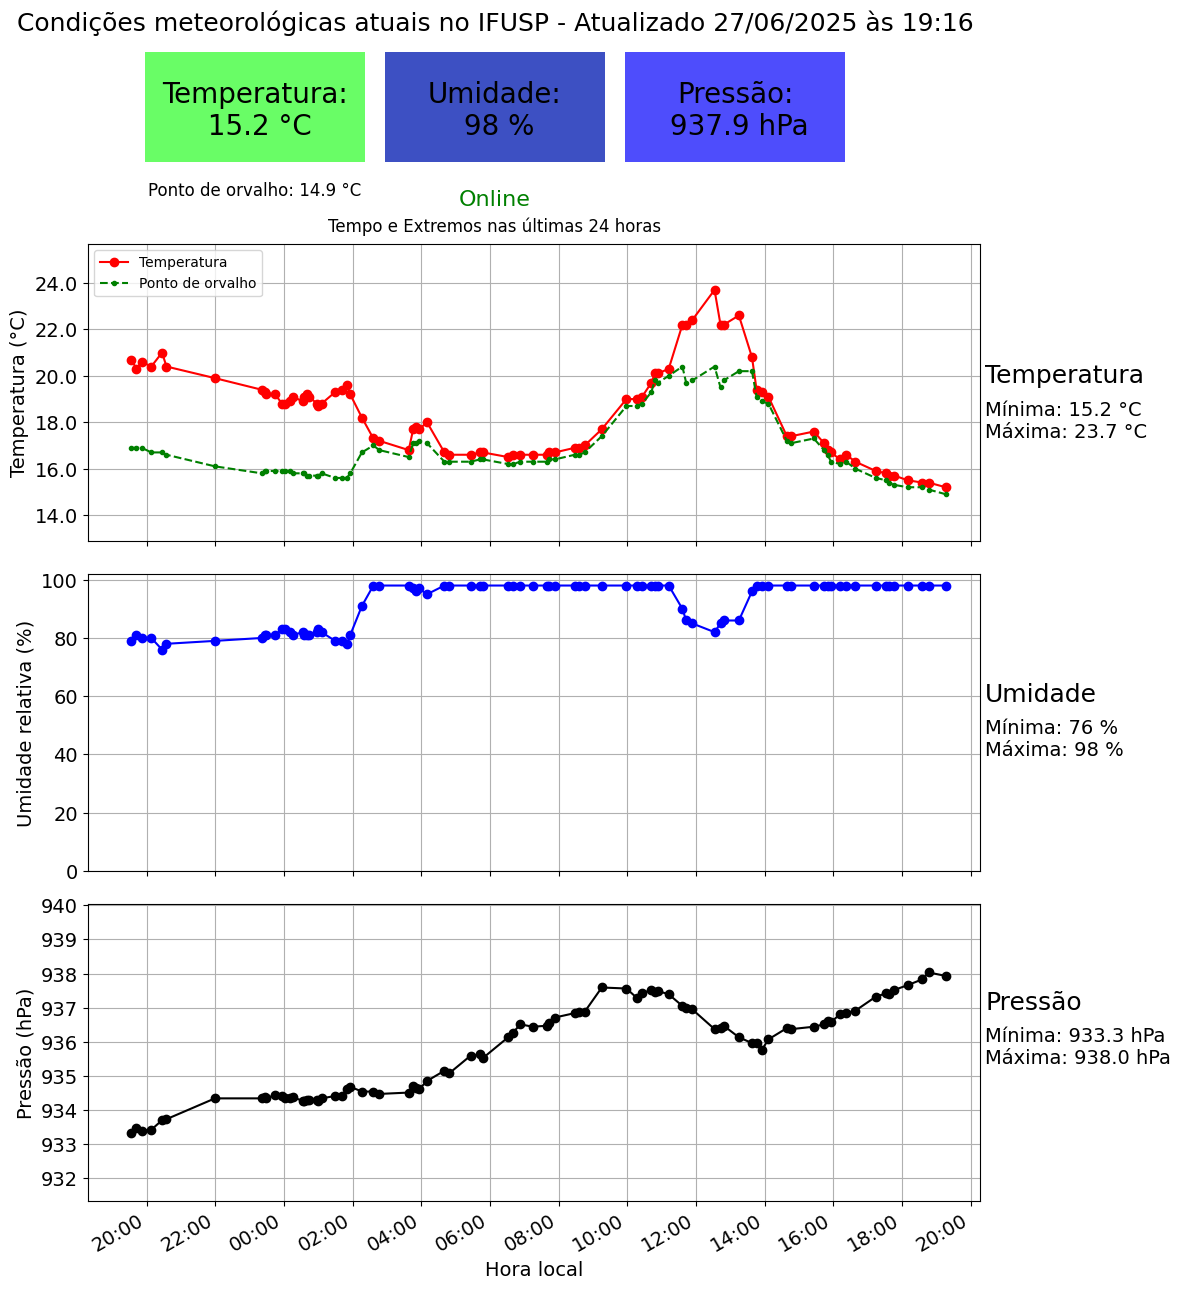 Condições meteorológicas atuais no IFUSP - Atualizado 27/06/2025 às 19:16
Temperatura:
15.2 °C
Umidade:
98 %
Pressão:
937.9 hPa
Ponto de orvalho: 14.9 °C
Online
Tempo e Extremos nas últimas 24 horas
Temperatura
Ponto de orvalho
Temperatura (°C)
24.0
22.0
20.0
18.0
16.0
14.0
Temperatura
Mínima: 15.2 °C
Máxima: 23.7 °C
Umidade relativa (%)
100
80
60
40
20
0
Umidade
Mínima: 76 %
Máxima: 98 %
Pressão (hPa)
940
939
938
937
936
935
934
933
932
Pressão
Mínima: 933.3 hPa
Máxima: 938.0 hPa
20:00 22:00 00:00 02:00 04:00 06:00 08:00 10:00 12:00 14:00 16:00 18:00 20:00
Hora local